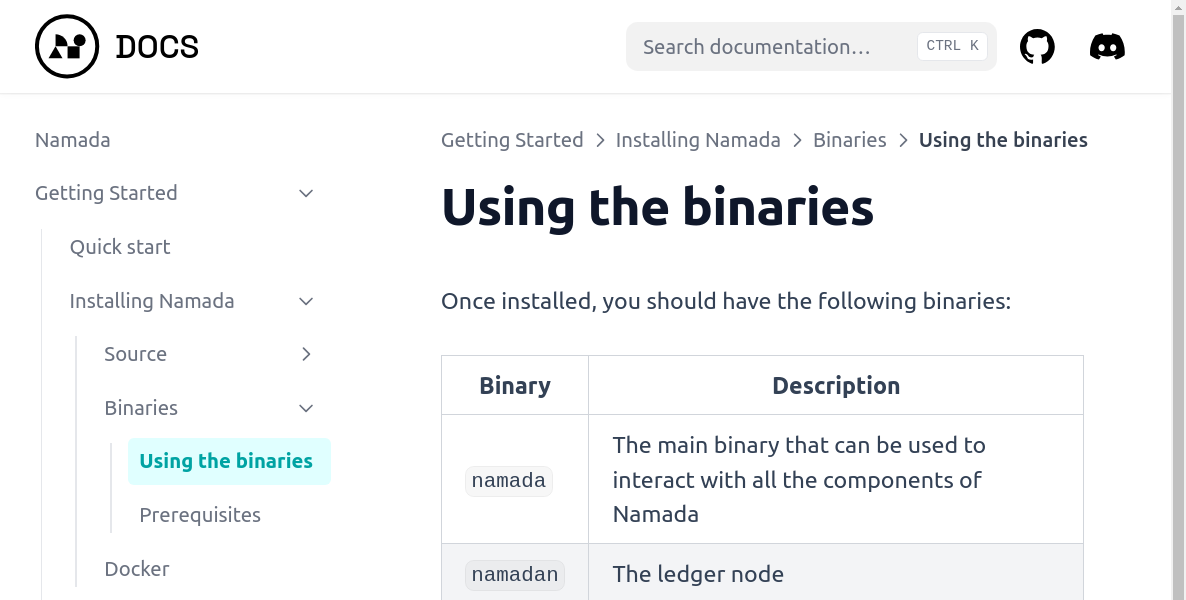 DOCS
Search documentation...
CTRL K
Namada
Getting Started
Quick start
Installing Namada
Source
Binaries
Using the binaries
Prerequisites
Docker
Getting Started > Installing Namada > Binaries > Using the binaries
Using the binaries
Once installed, you should have the following binaries:
Binary Description
namada The main binary that can be used to
interact with all the components of
Namada
namadan The ledger node